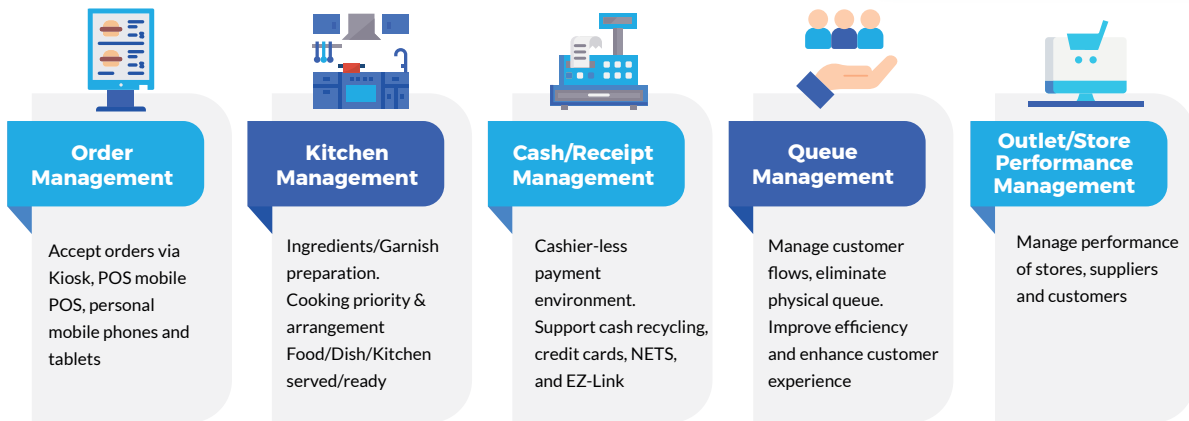 Order
Management
Accept orders via
Kiosk, POS mobile
POS, personal
mobile phones and
tablets
Kitchen
Management
Ingredients/Garnish
preparation.
Cooking priority &
arrangement
Food/Dish/Kitchen
served/ready
Cash/Receipt
Management
Cashier-less
payment
environment.
Support cash recycling,
credit cards, NETS,
and EZ-Link
Queue
Management
Manage customer
flows, eliminate
physical queue.
Improve efficiency
and enhance customer
experience
Outlet/Store
Performance
Management
Manage performance
of stores, suppliers
and customers